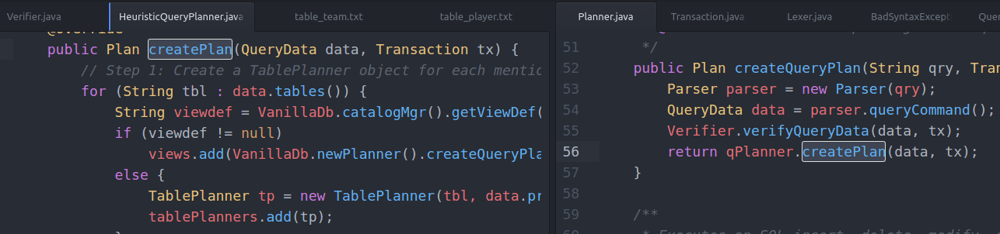 Verifier.java HeuristicQueryPlanner.java table_team.txt table_player.txt
@Override
public Plan createPlan(QueryData data, Transaction tx) {
// Step 1: Create a TablePlanner object for each mentio
for (String tbl : data.tables()) {
String viewdef = VanillaDb.catalogMgr().getViewDef(
if (viewdef != null)
views.add(VanillaDb.newPlanner().createQueryPla
else {
TablePlanner tp = new TablePlanner(tbl, data.pr
tablePlanners.add(tp);
Planner.java Transaction.java Lexer.java BadSyntaxExcept Quer
51 */
52 public Plan createQueryPlan(String qry, Tran
53 Parser parser = new Parser(qry);
54 QueryData data = parser.queryCommand();
55 Verifier.verifyQueryData(data, tx);
56 return qPlanner.createPlan(data, tx);
57 }
58
59 /**
60 * Executes an SQL insert, delete, modify,